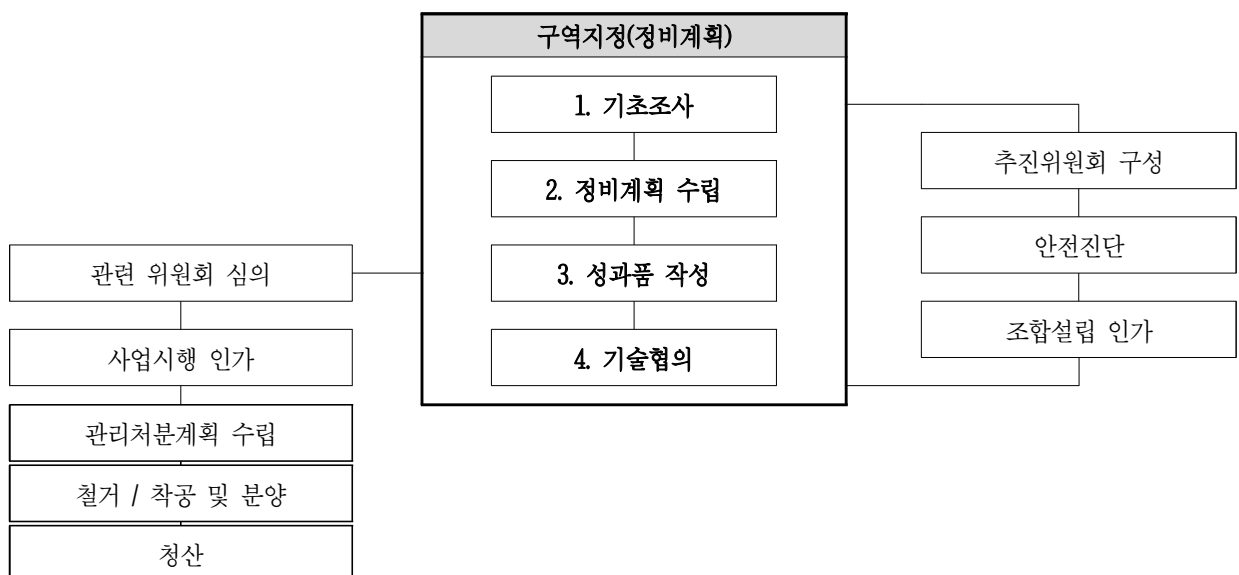 구역지정(정비계획)
1. 기초조사
2. 정비계획 수립
3. 성과품 작성
4. 기술협의
추진위원회 구성
안전진단
조합설립 인가
관련 위원회 심의
사업시행 인가
관리처분계획 수립
철거 / 착공 및 분양
청산